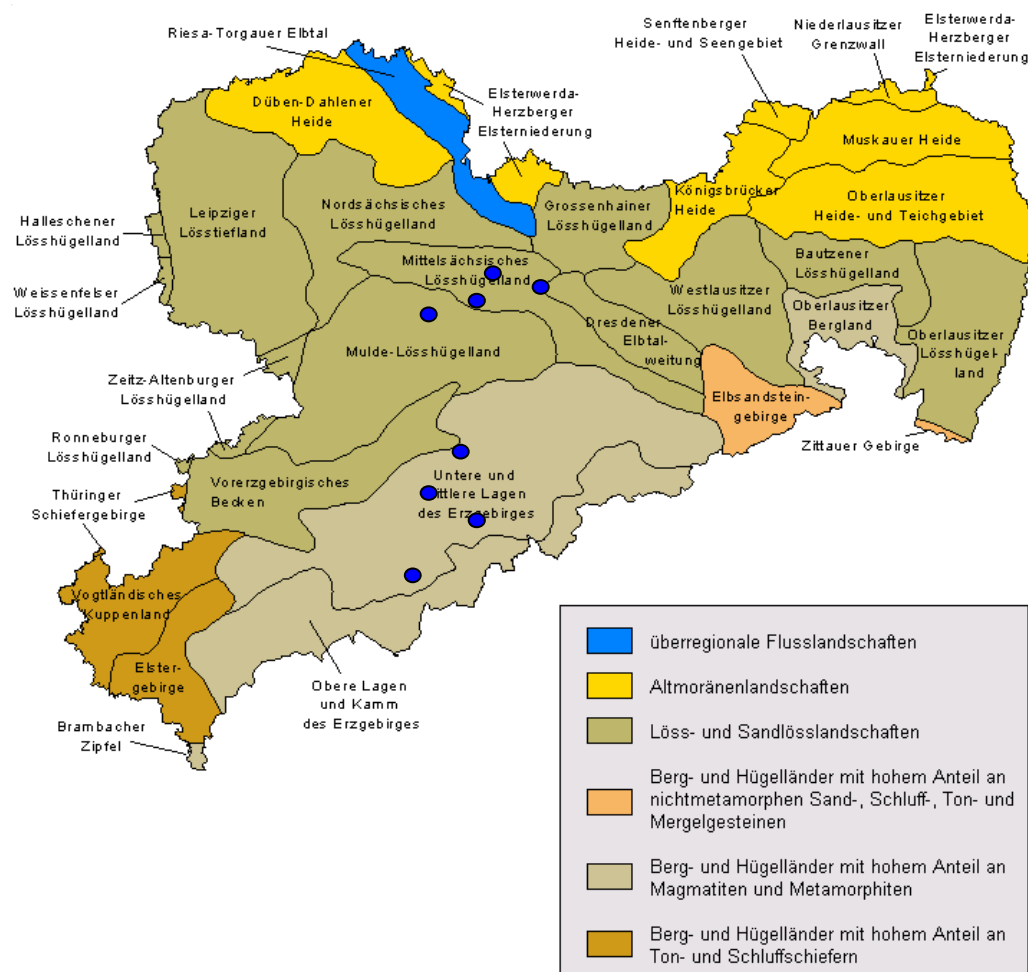 Riesa-Torgauer Elbtal
Senftenberger
Heide- und Seengebiet
Niederlausitzer
Grenzwall
Elsterwerda-
Herzberger
Elsterniederung
Düben-Dahlener
Heide
Elsterwerda-
Herzberger
Elsterniederung
Muskauer Heide
Halleschener
Lösshügelland
Leipziger
Lösstiefland
Nordsächsisches
Lösshügelland
Grossenhainer
Lösshügelland
Königsbrücker
Heide
Oberlausitzer
Heide- und Teichgebiet
Weissenfelser
Lösshügelland
Mittelsächsisches
Lösshügelland
Westlausitzer
Lösshügelland
Bautzener
Lösshügelland
Oberlausitzer
Bergland
Oberlausitzer
Lösshügel-
land
Mulde-Lösshügelland
Dresdener
Elbtal-
weitung
Zeitz-Altenburger
Lösshügelland
Elbsandstein-
gebirge
Zittauer Gebirge
Ronneburger
Lösshügelland
Vorerzgebirgisches
Becken
Untere und
ittlere Lagen
des Erzgebirges
Thüringer
Schiefergebirge
Vogtländisches
Kuppenland
Elster-
gebirge
Obere Lagen
und Kamm
des Erzgebirges
Brambacher
Zipfel
überregionale Flusslandschaften
Altmoränenlandschaften
Löss- und Sandlösslandschaften
Berg- und Hügelländer mit hohem Anteil an
nichtmetamorphen Sand-, Schluff-, Ton- und
Mergelgesteinen
Berg- und Hügelländer mit hohem Anteil an
Magmatiten und Metamorphiten
Berg- und Hügelländer mit hohem Anteil an
Ton- und Schluffschiefern